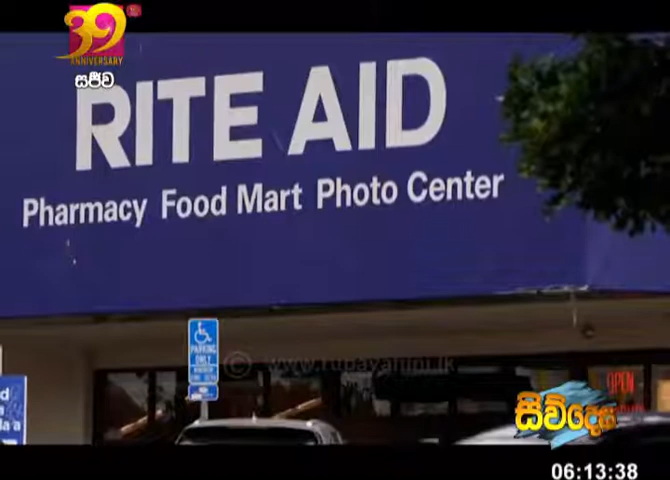 39
ANNIVERSARY
සජීව
RITE AID
Pharmacy Food Mart Photo Center
PARKING
ONLY
© www.rupavahini.lk
OPEN
සිව්දෙස
06:13:38